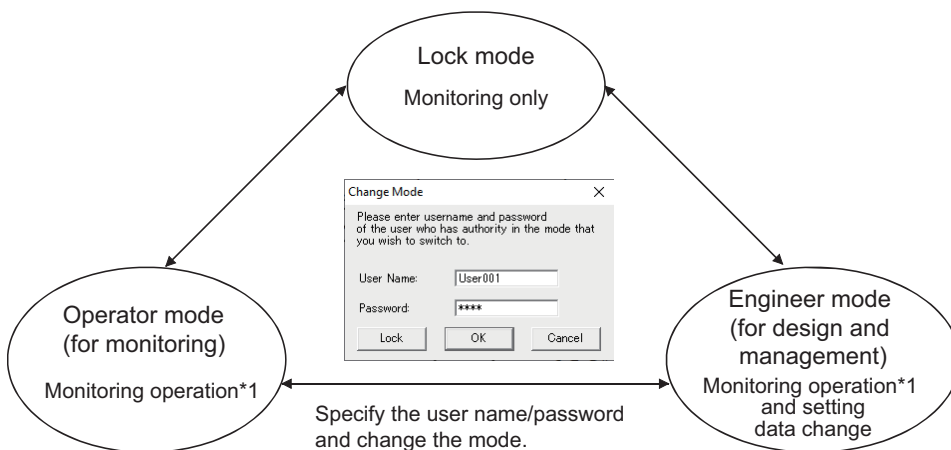 Lock mode
Monitoring only
Change Mode
Please enter username and password
of the user who has authority in the mode that
you wish to switch to.
User Name:
User001
Password:
****
Lock
OK
Cancel
Operator mode
(for monitoring)
Monitoring operation*1
Engineer mode
(for design and
management)
Monitoring operation*1
and setting
data change
Specify the user name/password
and change the mode.